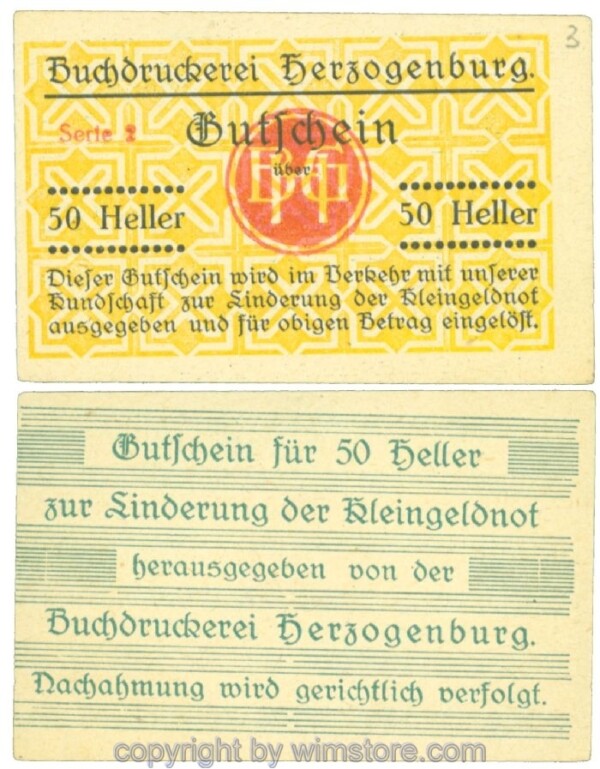 3
Buchdruckerei Herzogenburg.
Serie 2
Gutschein
über
50 Heller
50 Heller
Dieser Gutschein wird im Verkehr mit unserer
Kundschaft zur Linderung der Kleingeldnot
ausgegeben und für obigen Betrag eingelöst.
Gutschein für 50 Heller
zur Linderung der Kleingeldnot
herausgegeben von der
Buchdruckerei Herzogenburg.
Nachahmung wird gerichtlich verfolgt.
copyright by wimstore.com